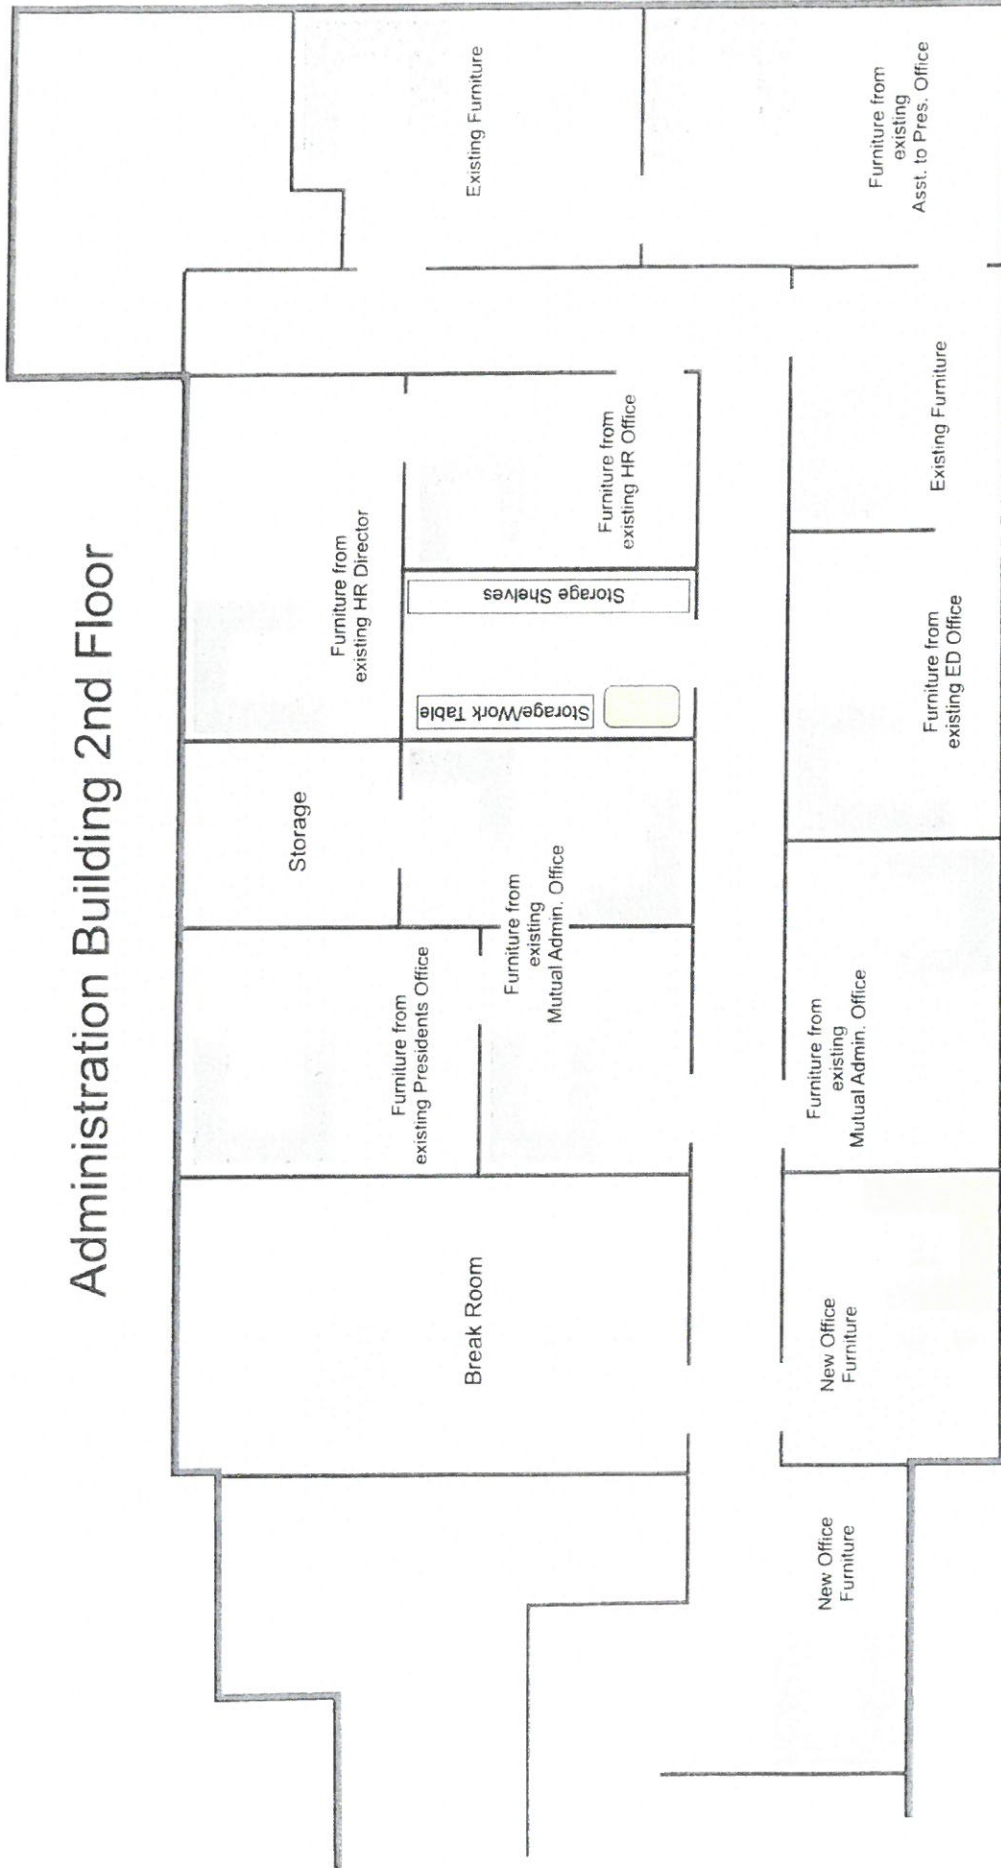 Administration Building 2nd Floor
Existing Furniture
Furniture from
existing
Asst. to Pres. Office
Furniture from
existing HR Director
Furniture from
existing HR Office
Existing Furniture
Storage Shelves
Storage/Work Table
Furniture from
existing ED Office
Storage
Furniture from
existing
Mutual Admin. Office
Furniture from
existing Presidents Office
Furniture from
existing
Mutual Admin. Office
Break Room
New Office
Furniture
New Office
Furniture